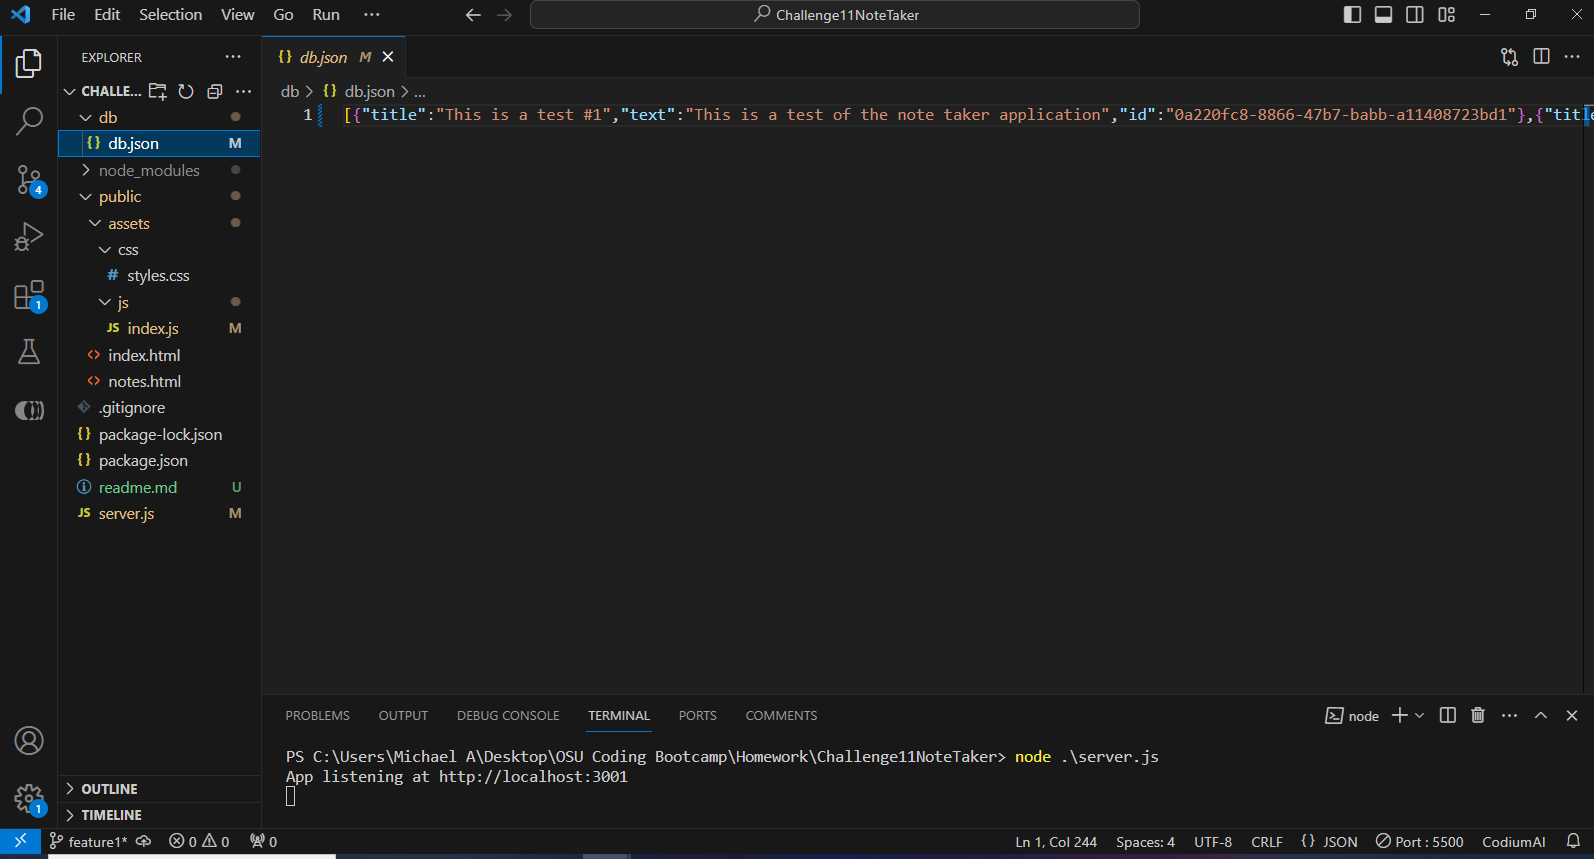 File Edit Selection View Go Run ···
Challenge11NoteTaker
EXPLORER
CHALLE...
db
db.json M
node_modules
public
assets
css
# styles.css
js
JS index.js M
<> index.html
<> notes.html
.gitignore
{} package-lock.json
{} package.json
readme.md U
JS server.js M
OUTLINE
TIMELINE
4
1
1
{} db.json M
db > {} db.json > ...
1 [{"title":"This is a test #1","text":"This is a test of the note taker application","id":"0a220fc8-8866-47b7-babb-a11408723bd1"},{"title
PROBLEMS OUTPUT DEBUG CONSOLE TERMINAL PORTS COMMENTS
node
PS C:\Users\Michael A\Desktop\OSU Coding Bootcamp\Homework\Challenge11NoteTaker> node .\server.js
App listening at http://localhost:3001
feature1* 0 0 0
Ln 1, Col 244 Spaces: 4 UTF-8 CRLF {} JSON Port : 5500 CodiumAI